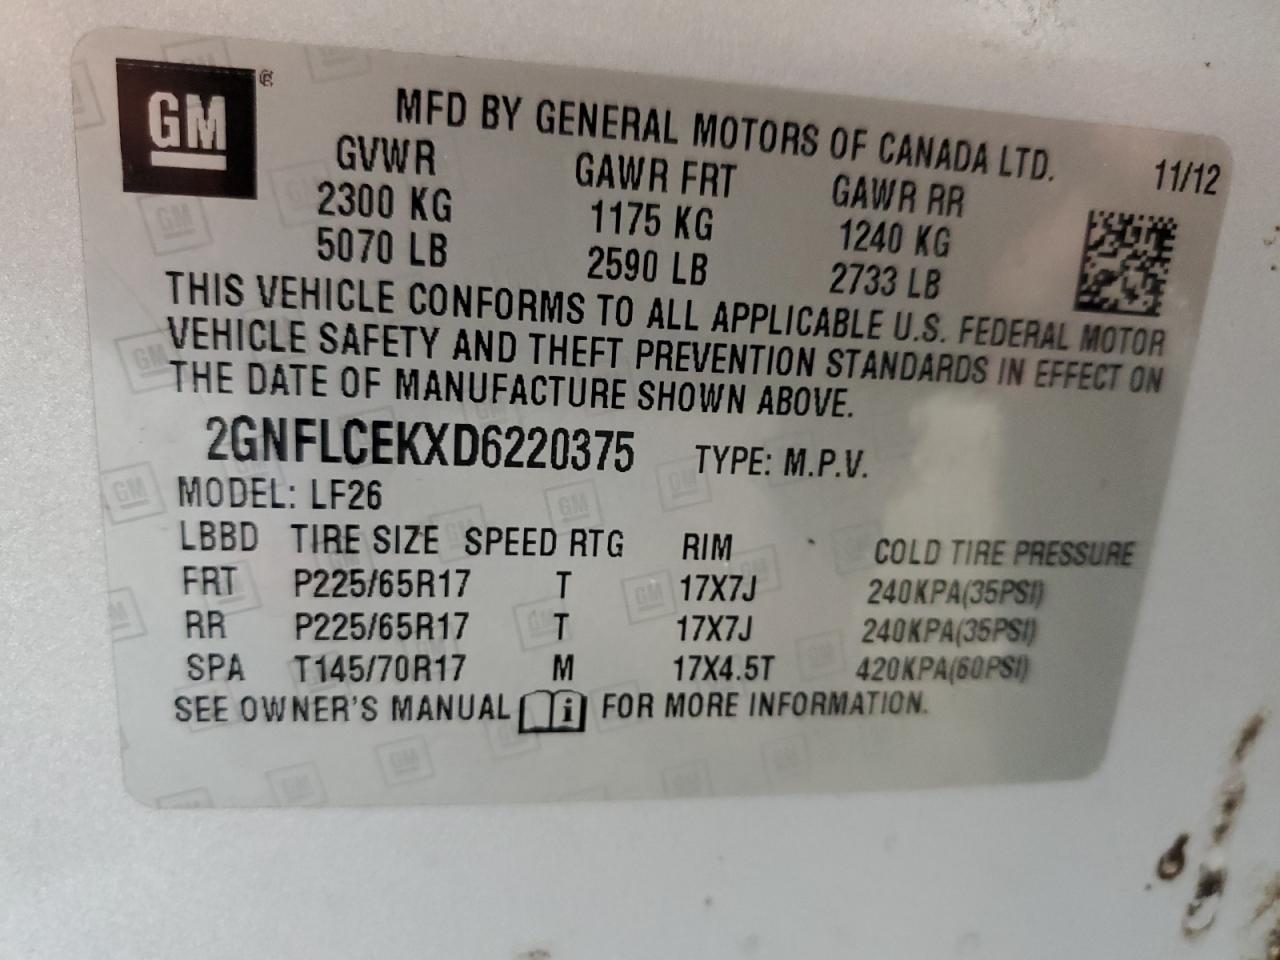 GM
MFD BY GENERAL MOTORS OF CANADA LTD.
11/12
GVWR GAWR FRT GAWR RR
2300 KG 1175 KG 1240 KG
5070 LB 2590 LB 2733 LB
THIS VEHICLE CONFORMS TO ALL APPLICABLE U.S. FEDERAL MOTOR
VEHICLE SAFETY AND THEFT PREVENTION STANDARDS IN EFFECT ON
THE DATE OF MANUFACTURE SHOWN ABOVE.
2GNFLCEKXD6220375 TYPE: M.P.V.
MODEL: LF26
LBBD TIRE SIZE SPEED RTG RIM COLD TIRE PRESSURE
FRT P225/65R17 T 17X7J 240KPA(35PSI)
RR P225/65R17 T 17X7J 240KPA(35PSI)
SPA T145/70R17 M 17X4.5T 420KPA(60PSI)
SEE OWNER'S MANUAL i FOR MORE INFORMATION.